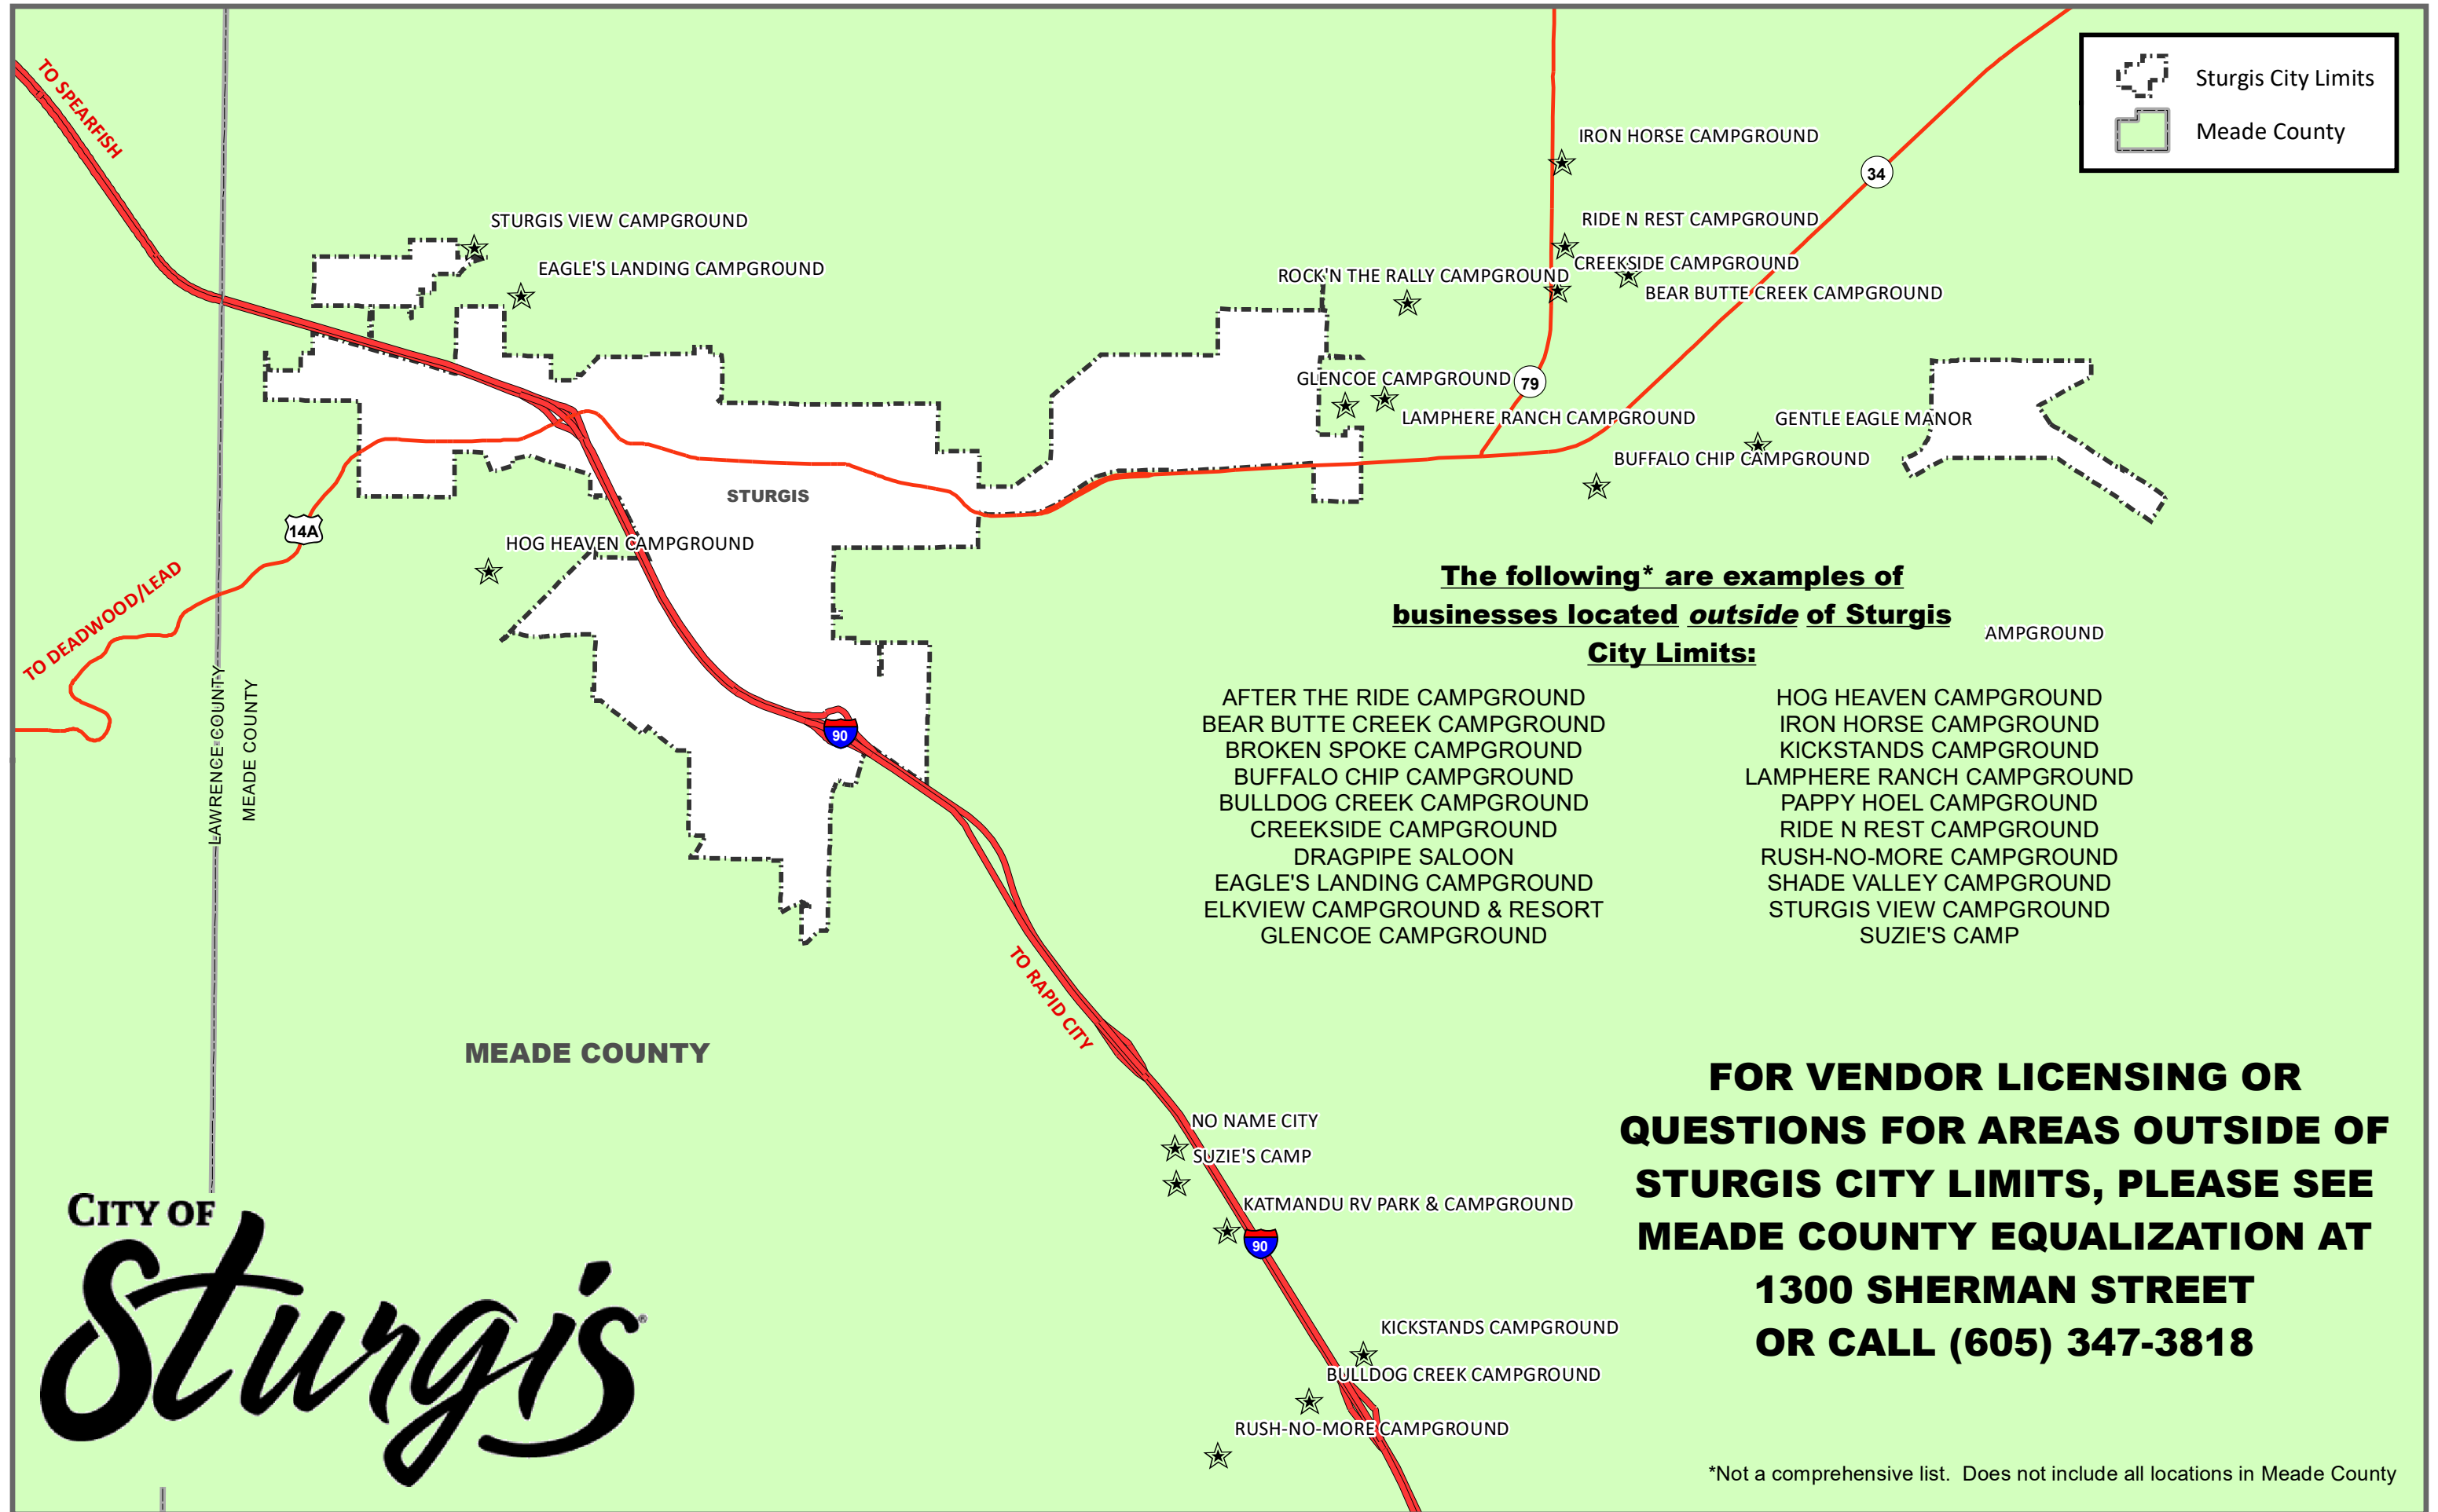 TO SPEARFISH
Sturgis City Limits
Meade County
IRON HORSE CAMPGROUND
34
STURGIS VIEW CAMPGROUND
RIDE N REST CAMPGROUND
EAGLE'S LANDING CAMPGROUND
CREEKSIDE CAMPGROUND
ROCK'N THE RALLY CAMPGROUND
BEAR BUTTE CREEK CAMPGROUND
GLENCOE CAMPGROUND
79
LAMPHERE RANCH CAMPGROUND
GENTLE EAGLE MANOR
BUFFALO CHIP CAMPGROUND
STURGIS
14A
HOG HEAVEN CAMPGROUND
TO DEADWOOD/LEAD
The following* are examples of
businesses located outside of Sturgis
City Limits:
AMPGROUND
LAWRENCE COUNTY
MEADE COUNTY
90
AFTER THE RIDE CAMPGROUND
BEAR BUTTE CREEK CAMPGROUND
BROKEN SPOKE CAMPGROUND
BUFFALO CHIP CAMPGROUND
BULLDOG CREEK CAMPGROUND
CREEKSIDE CAMPGROUND
DRAGPIPE SALOON
EAGLE'S LANDING CAMPGROUND
ELKVIEW CAMPGROUND & RESORT
GLENCOE CAMPGROUND
HOG HEAVEN CAMPGROUND
IRON HORSE CAMPGROUND
KICKSTANDS CAMPGROUND
LAMPHERE RANCH CAMPGROUND
PAPPY HOEL CAMPGROUND
RIDE N REST CAMPGROUND
RUSH-NO-MORE CAMPGROUND
SHADE VALLEY CAMPGROUND
STURGIS VIEW CAMPGROUND
SUZIE'S CAMP
TO RAPID CITY
MEADE COUNTY
NO NAME CITY
SUZIE'S CAMP
KATMANDU RV PARK & CAMPGROUND
90
KICKSTANDS CAMPGROUND
BULLDOG CREEK CAMPGROUND
RUSH-NO-MORE CAMPGROUND
FOR VENDOR LICENSING OR
QUESTIONS FOR AREAS OUTSIDE OF
STURGIS CITY LIMITS, PLEASE SEE
MEADE COUNTY EQUALIZATION AT
1300 SHERMAN STREET
OR CALL (605) 347-3818
CITY OF
Sturgis®
*Not a comprehensive list. Does not include all locations in Meade County